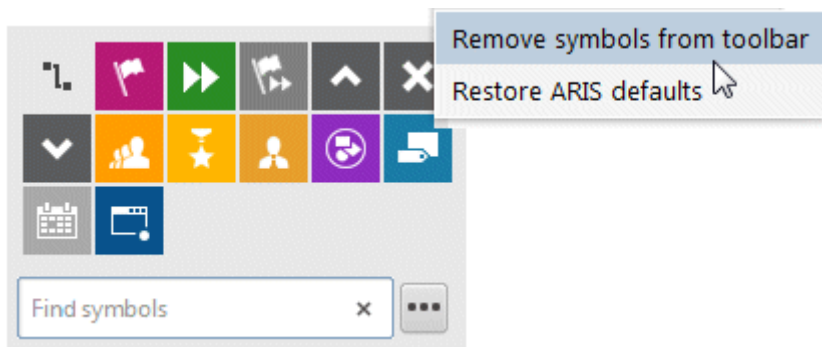 Remove symbols from toolbar
Restore ARIS defaults
Find symbols